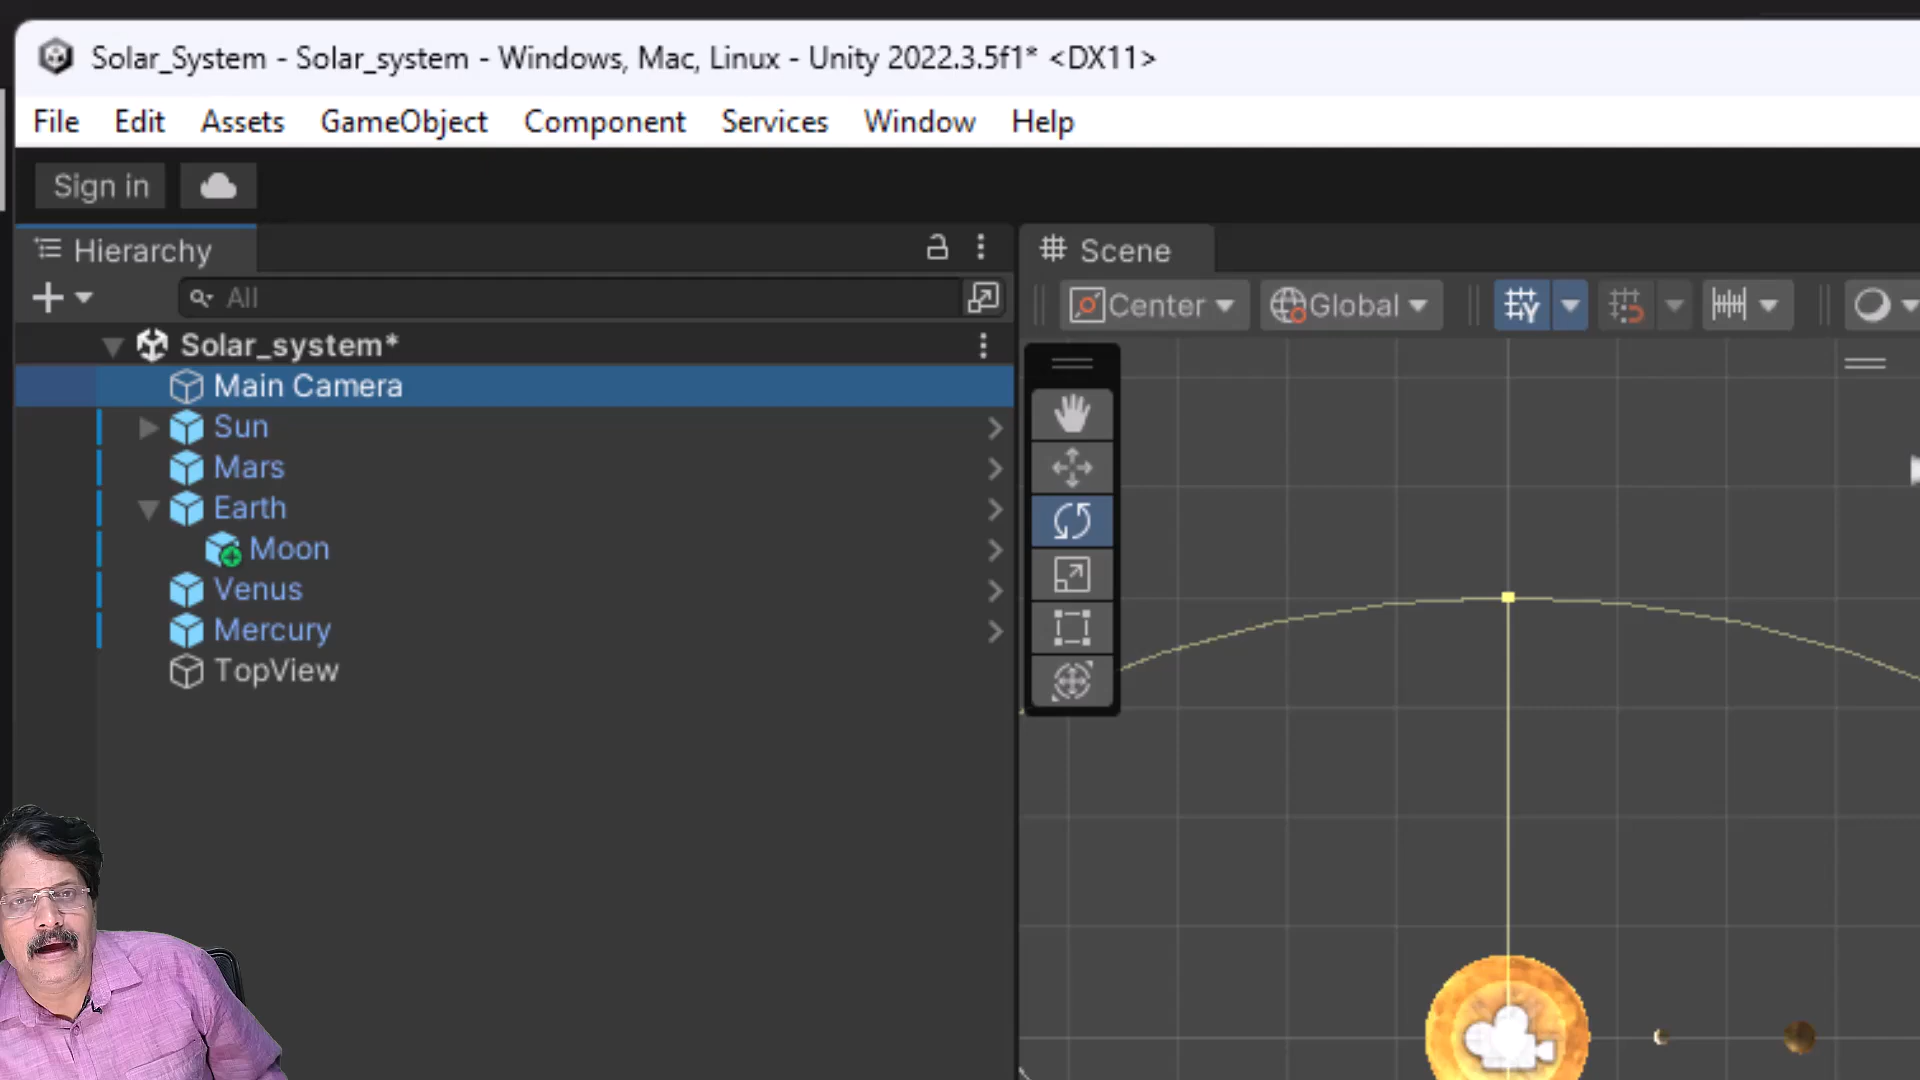 Solar_System - Solar_system - Windows, Mac, Linux - Unity 2022.3.5f1* <DX11>
File Edit Assets GameObject Component Services Window Help
Sign in
Hierarchy
All
Solar_system*
Main Camera
Sun
Mars
Earth
Moon
Venus
Mercury
TopView
Scene
Center Global